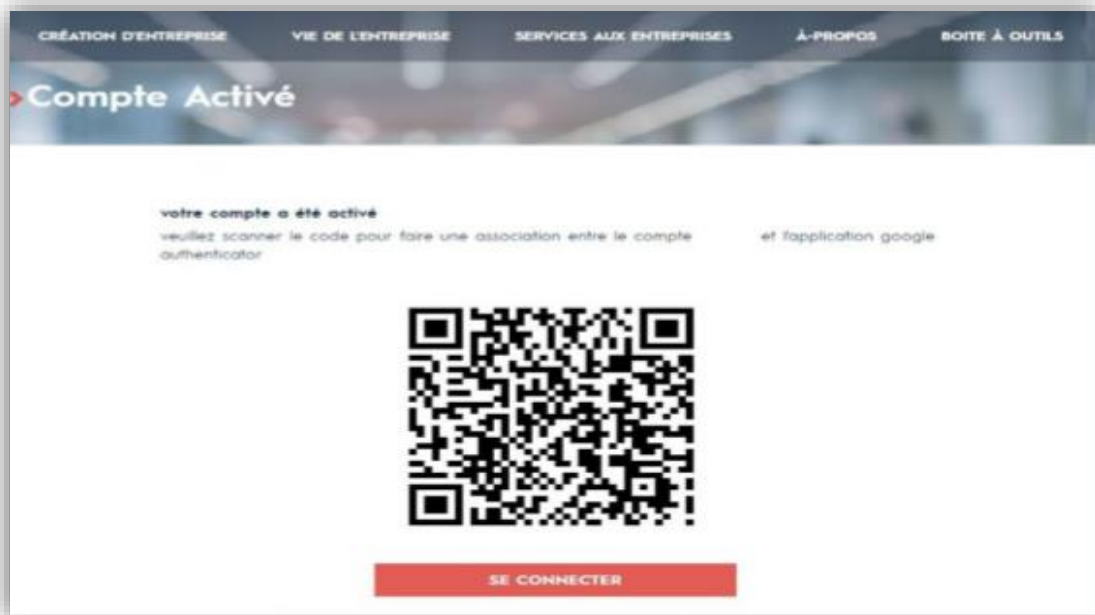 CRÉATION D'ENTREPRISE VIE DE L'ENTREPRISE SERVICES AUX ENTREPRISES À-PROPOS BOITE À OUTILS
Compte Activé
votre compte a été activé
veuillez scanner le code pour faire une association entre le compte et l'application google
authenticator
SE CONNECTER